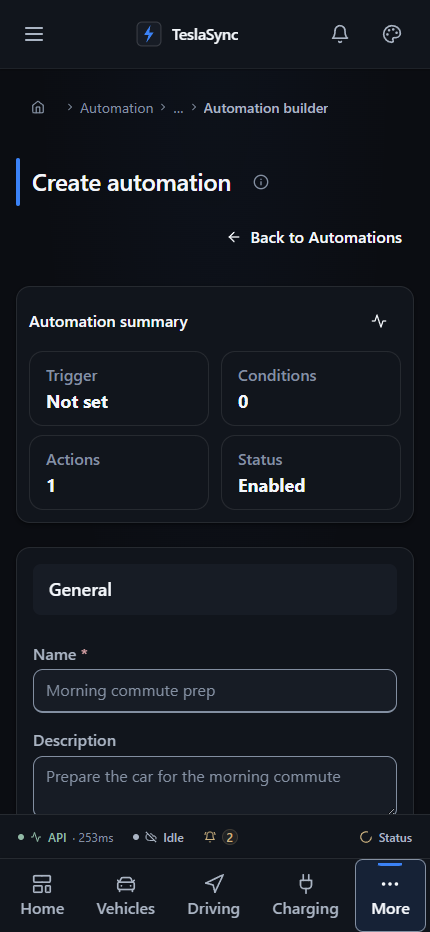 TeslaSync
Automation ... Automation builder
Create automation
Back to Automations
Automation summary
Trigger
Not set
Conditions
0
Actions
1
Status
Enabled
General
Name *
Morning commute prep
Description
Prepare the car for the morning commute
API · 253ms Idle 2 Status
Home Vehicles Driving Charging More